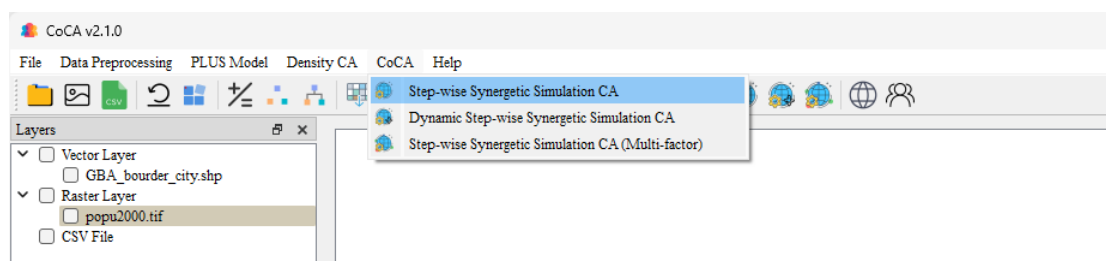 CoCA v2.1.0
File Data Preprocessing PLUS Model Density CA CoCA Help
csv
Step-wise Synergetic Simulation CA
Dynamic Step-wise Synergetic Simulation CA
Step-wise Synergetic Simulation CA (Multi-factor)
Layers
Vector Layer
GBA_bourder_city.shp
Raster Layer
popu2000.tif
CSV File